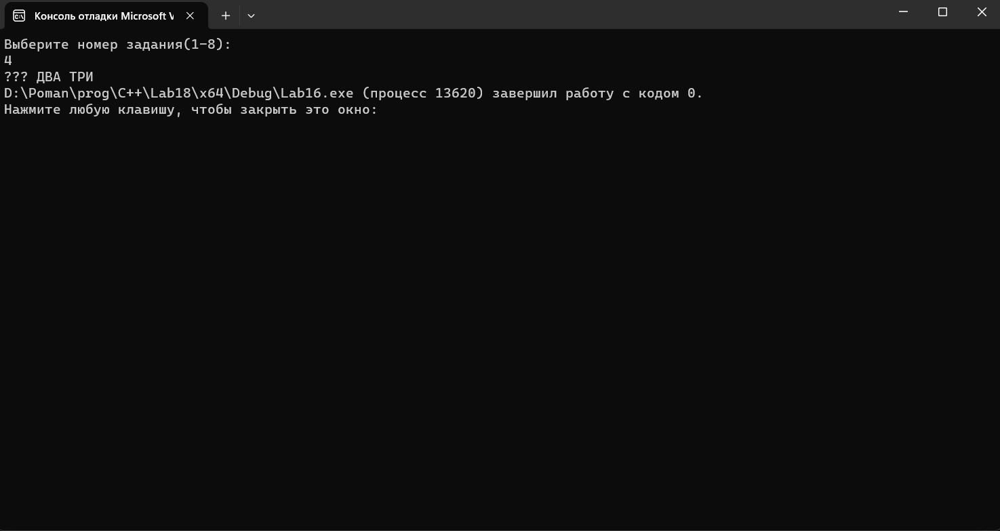 Консоль отладки Microsoft V
Выберите номер задания(1-8):
4
??? ДВА ТРИ
D:\Poman\prog\C++\Lab18\x64\Debug\Lab16.exe (процесс 13620) завершил работу с кодом 0.
Нажмите любую клавишу, чтобы закрыть это окно: